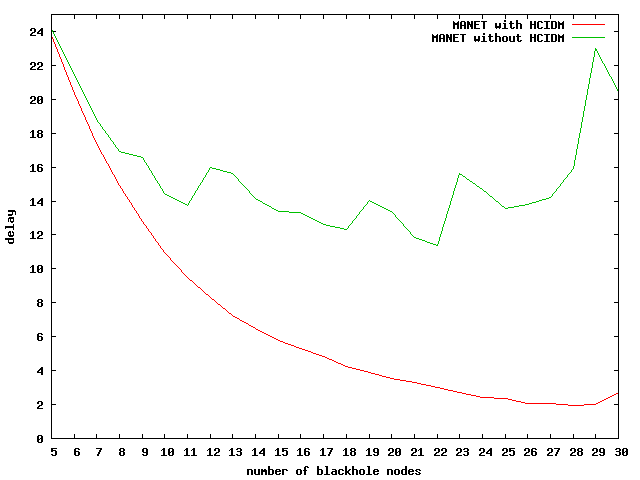 MANET with HCIDM
MANET without HCIDM
24
22
20
18
16
14
12
10
8
6
4
2
0
delay
5 6 7 8 9 10 11 12 13 14 15 16 17 18 19 20 21 22 23 24 25 26 27 28 29 30
number of blackhole nodes